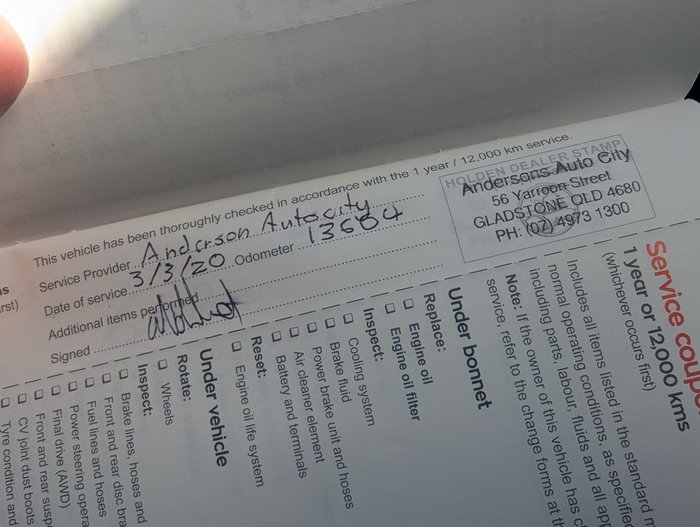 This vehicle has been thoroughly checked in accordance with the 1 year / 12,000 km service.
Service Provider Anderson Autocity
Date of service 3/3/20 Odometer 13684
Additional items performed
Signed
HOLDEN DEALER STAMP
Andersons Auto City
56 Yarroon Street
GLADSTONE QLD 4680
PH: (07) 4973 1300
Service
1 year or 12,000 kms
(whichever occurs first)
Includes all items listed in the standard
normal operating conditions, as
including parts, labour, fluids and all
Note: If the owner of this vehicle has
service, refer to the change forms at
Under bonnet
Replace:
Engine oil
Engine oil filter
Inspect:
Cooling system
Brake fluid
Power brake unit and hoses
Air cleaner element
Battery and terminals
Reset:
Engine oil life system
Under vehicle
Rotate:
Wheels
Inspect:
Brake lines, hoses and
Front and rear disc
Fuel lines and hoses
Power steering
Final drive (AWD)
Front and rear
CV joint dust boots
Tyre condition and